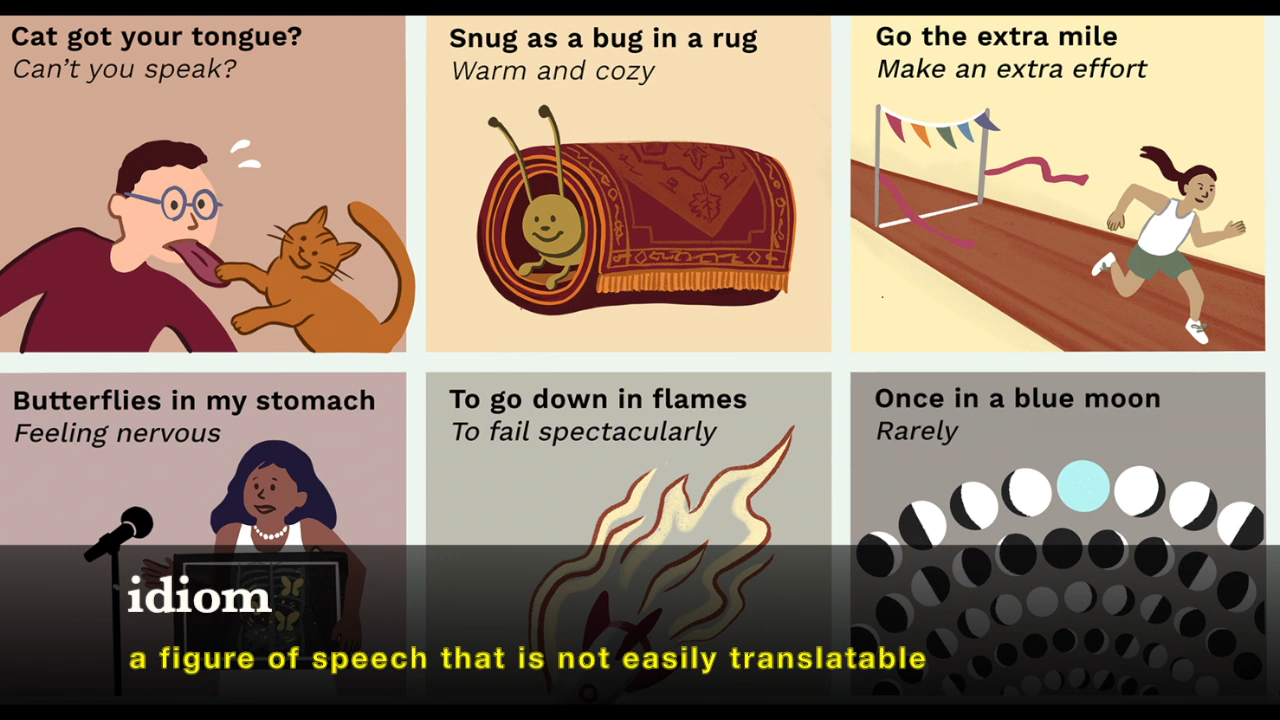 Cat got your tongue?
Can't you speak?
Snug as a bug in a rug
Warm and cozy
Go the extra mile
Make an extra effort
Butterflies in my stomach
Feeling nervous
To go down in flames
To fail spectacularly
Once in a blue moon
Rarely
idiom
a figure of speech that is not easily translatable